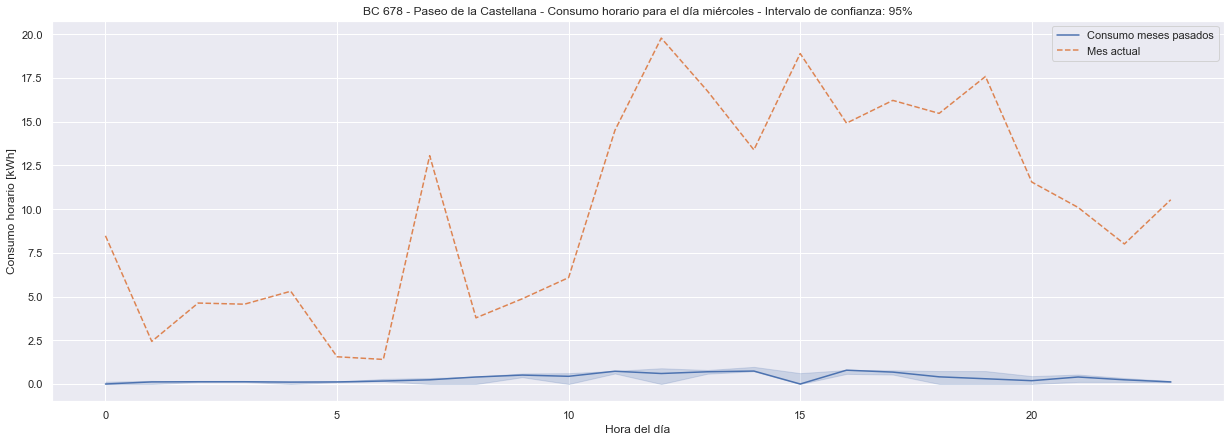 BC 678 - Paseo de la Castellana - Consumo horario para el día miércoles - Intervalo de confianza: 95%
Consumo meses pasados
Mes actual
Consumo horario [kWh]
20.0
17.5
15.0
12.5
10.0
7.5
5.0
2.5
0.0
0
5
10
15
20
Hora del día